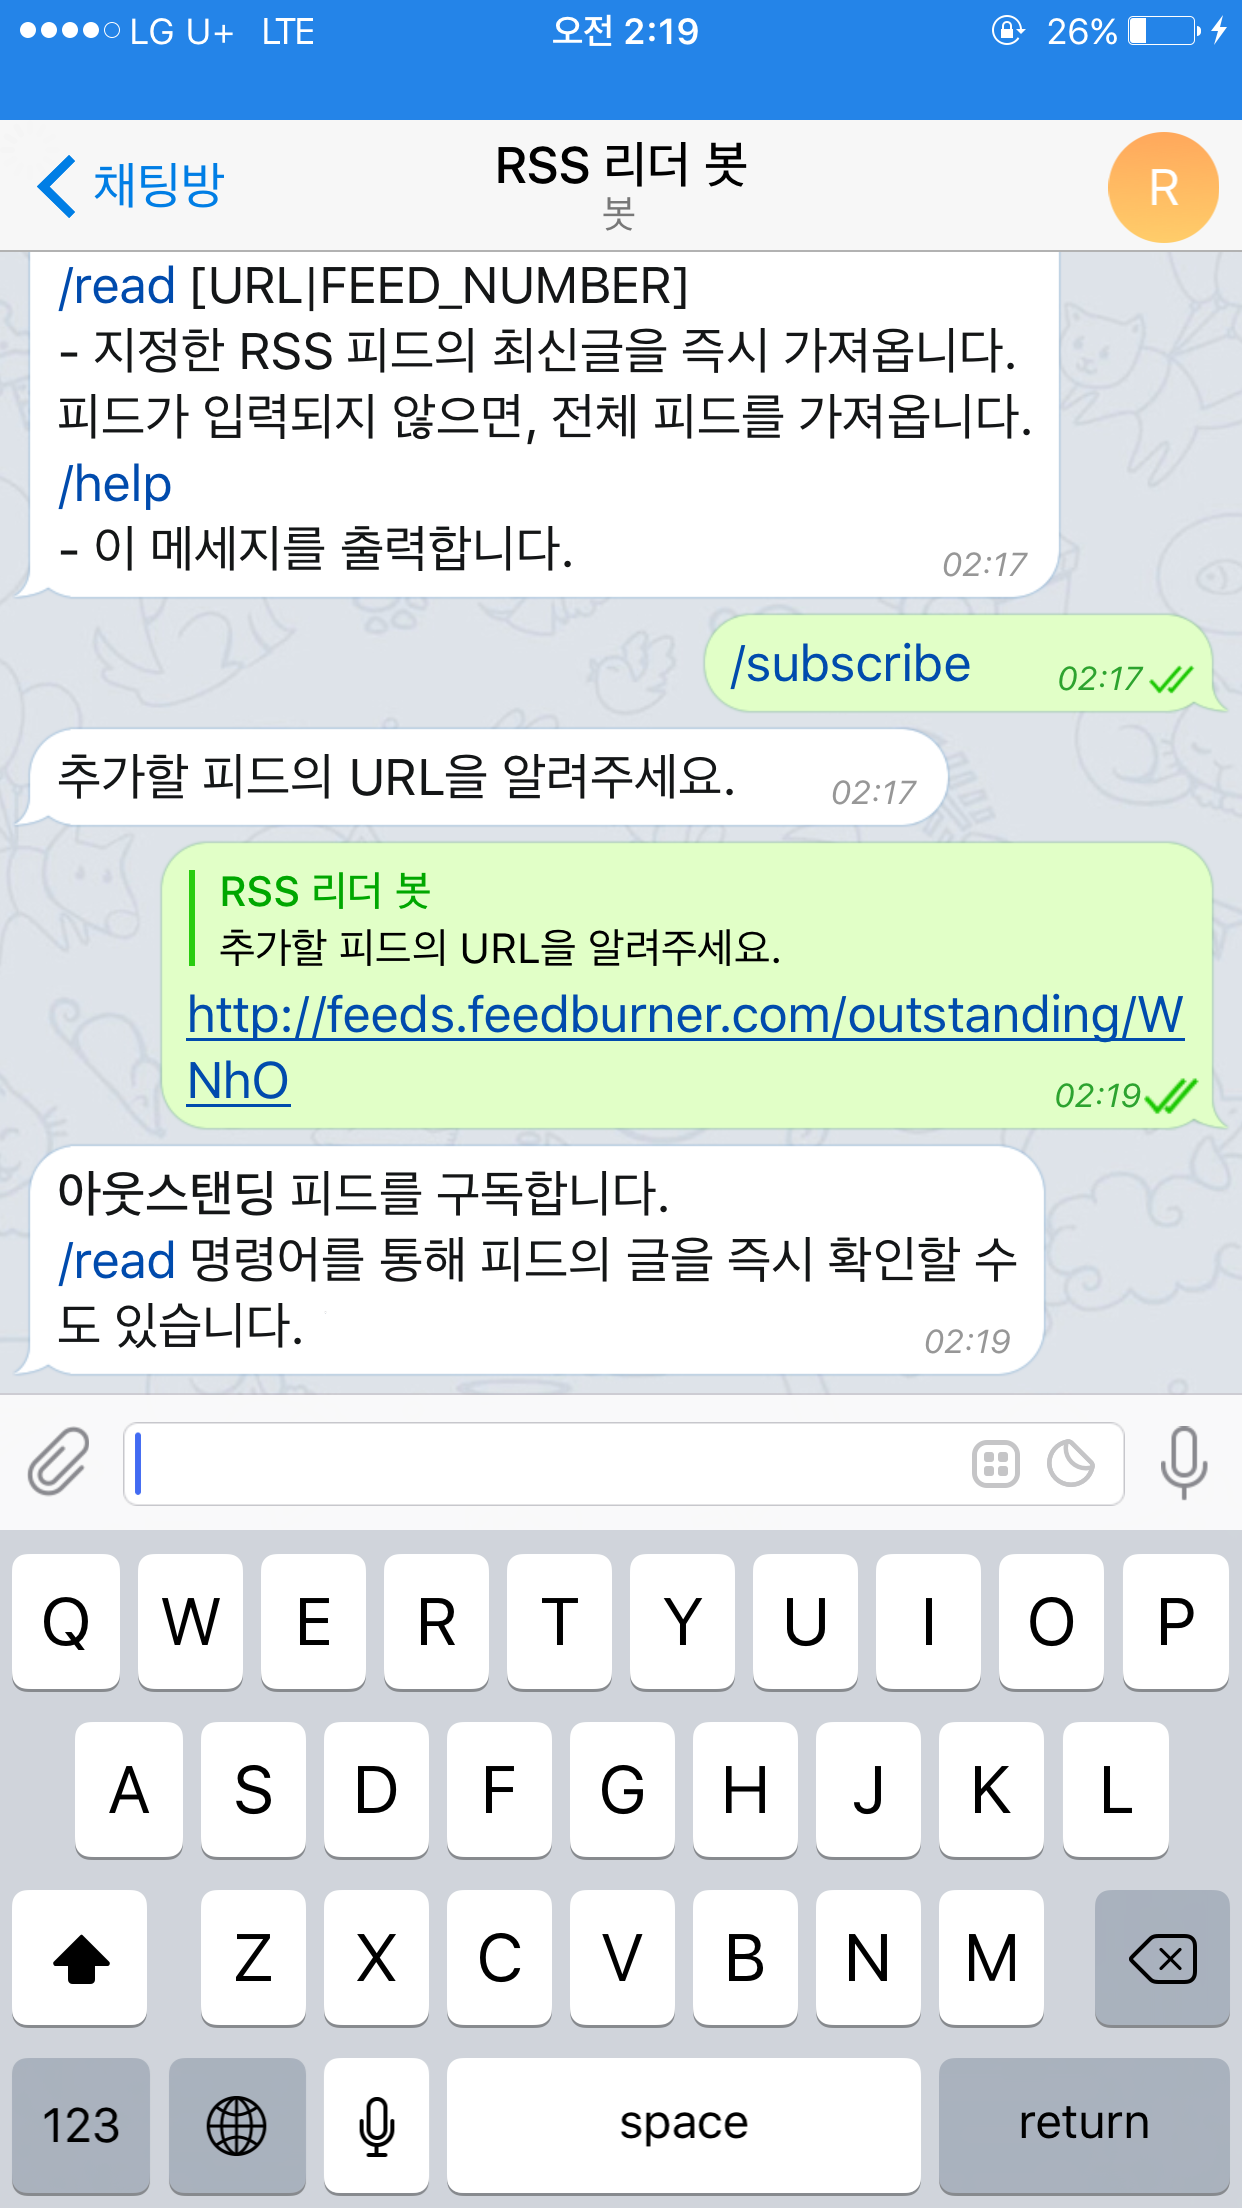 LG U+ LTE 오전 2:19 26%
채팅방 RSS 리더 봇 R
봇
/read [URL|FEED_NUMBER]
- 지정한 RSS 피드의 최신글을 즉시 가져옵니다.
피드가 입력되지 않으면, 전체 피드를 가져옵니다.
/help
- 이 메세지를 출력합니다.
02:17
/subscribe 02:17
추가할 피드의 URL을 알려주세요. 02:17
RSS 리더 봇
추가할 피드의 URL을 알려주세요.
http://feeds.feedburner.com/outstanding/W
NhO
02:19
아웃스탠딩 피드를 구독합니다.
/read 명령어를 통해 피드의 글을 즉시 확인할 수
도 있습니다.
02:19
Q W E R T Y U I O P
A S D F G H J K L
Z X C V B N M
123 space return